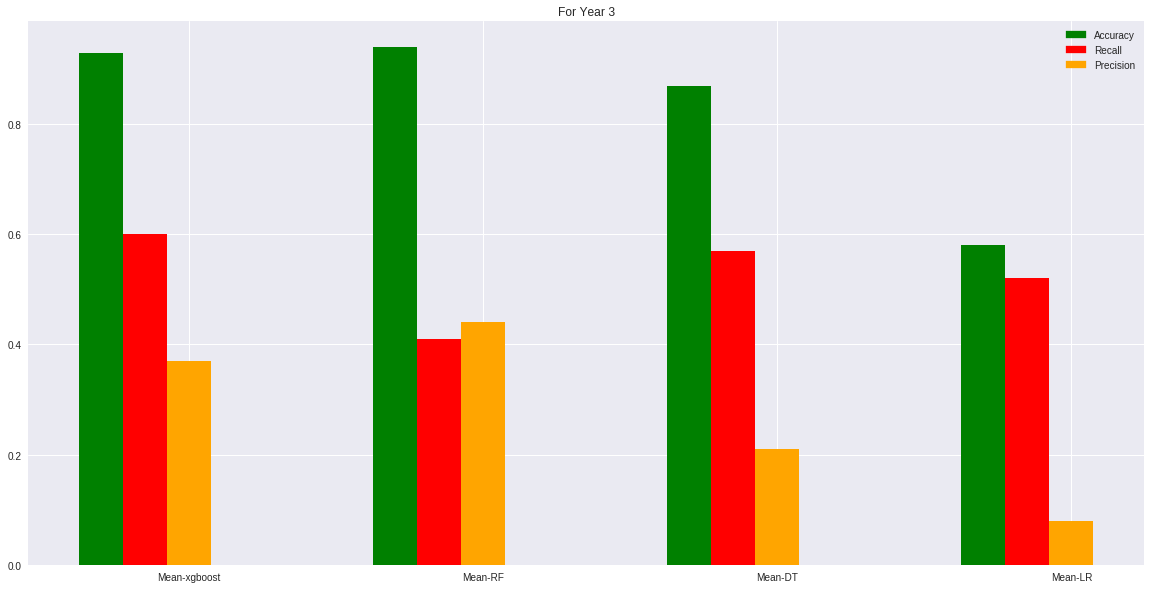 For Year 3
Accuracy
Recall
Precision
0.8
0.6
0.4
0.2
0.0
Mean-xgboost
Mean-RF
Mean-DT
Mean-LR